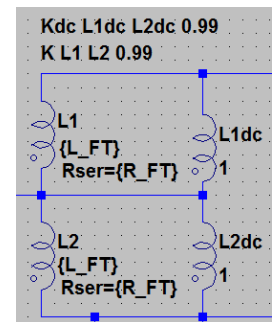 Kdc L1dc L2dc 0.99
K L1 L2 0.99
L1
L1dc
{L_FT}
Rser={R_FT}
1
L2
L2dc
{L_FT}
1
Rser={R_FT}